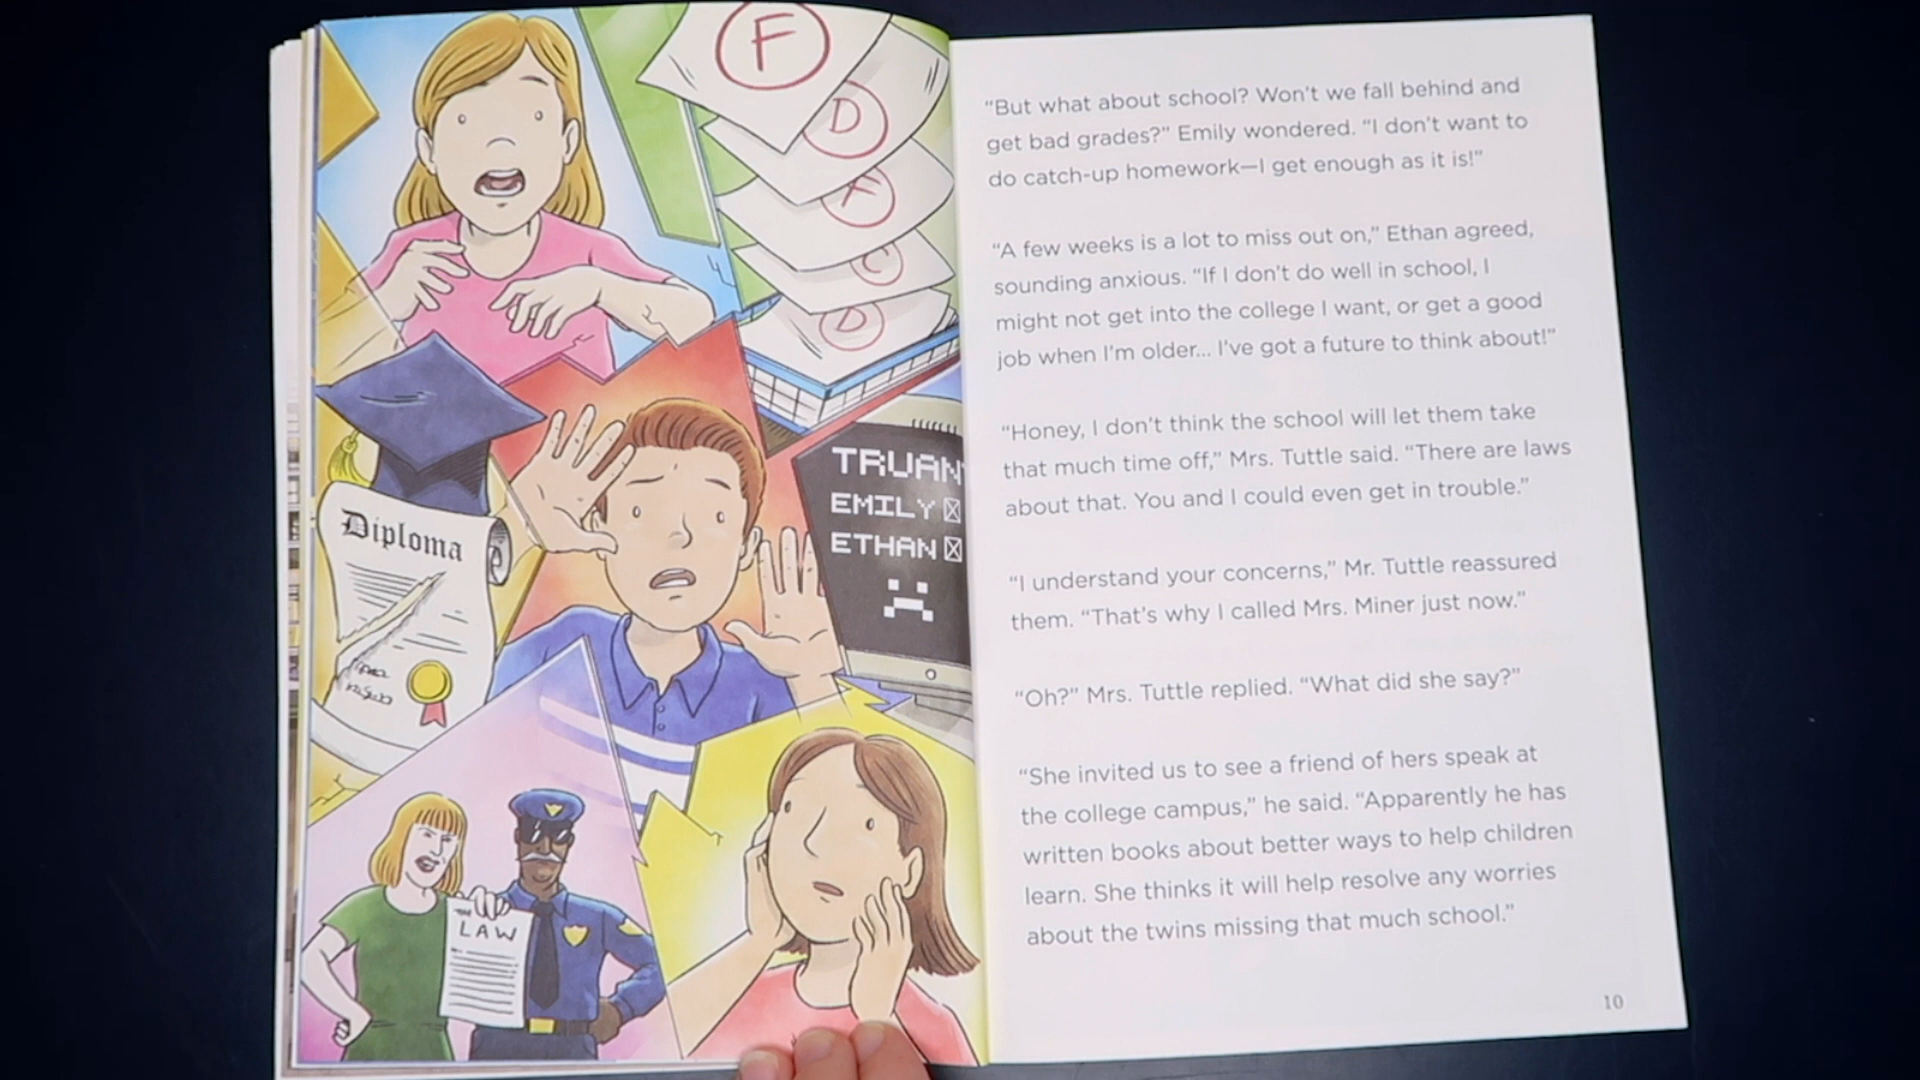 F
D
F
C
D
Diploma
TRUAN
EMILY
ETHAN
THE
LAW
"But what about school? Won't we fall behind and
get bad grades?" Emily wondered. "I don't want to
do catch-up homework—I get enough as it is!"
"A few weeks is a lot to miss out on," Ethan agreed,
sounding anxious. "If I don't do well in school, I
might not get into the college I want, or get a good
job when I'm older... I've got a future to think about!"
"Honey, I don't think the school will let them take
that much time off," Mrs. Tuttle said. "There are laws
about that. You and I could even get in trouble."
"I understand your concerns," Mr. Tuttle reassured
them. "That's why I called Mrs. Miner just now."
"Oh?" Mrs. Tuttle replied. "What did she say?"
"She invited us to see a friend of hers speak at
the college campus," he said. "Apparently he has
written books about better ways to help children
learn. She thinks it will help resolve any worries
about the twins missing that much school."
10